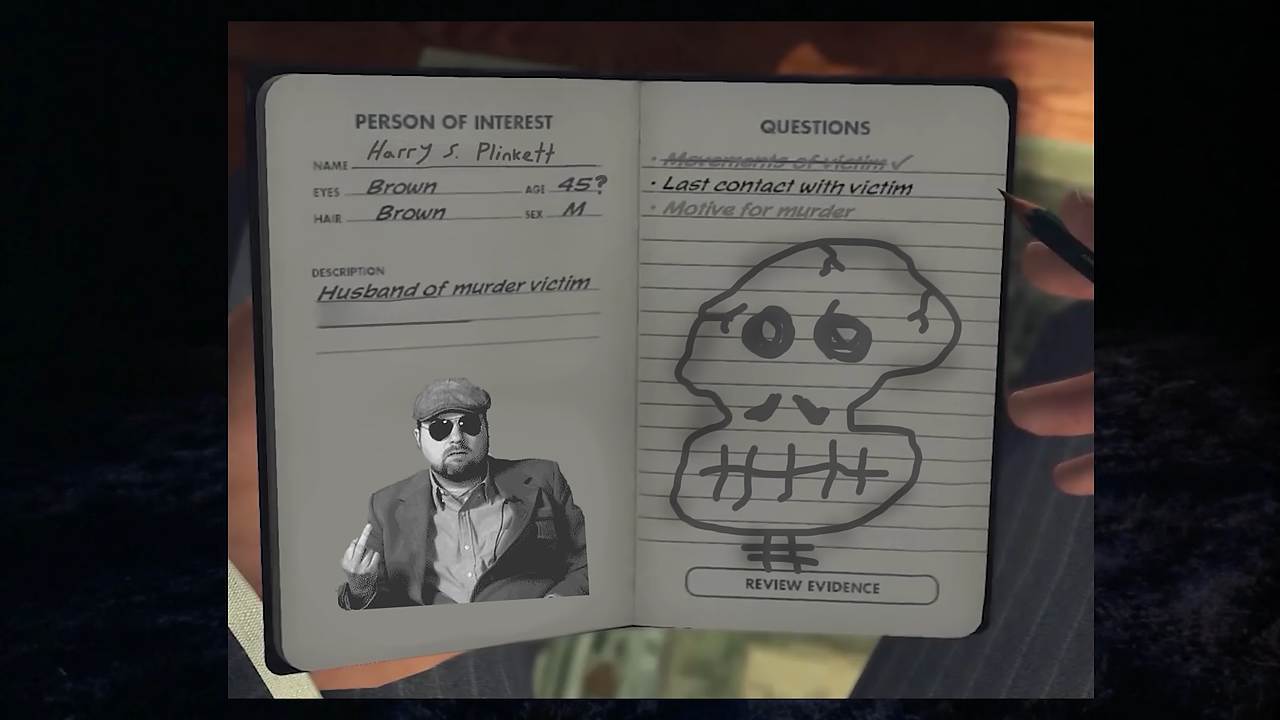 PERSON OF INTEREST
NAME Harry S. Plinkett
EYES Brown AGE 45?
HAIR Brown SEX M
DESCRIPTION
Husband of murder victim
QUESTIONS
· Movements of victim ✓
· Last contact with victim
· Motive for murder
REVIEW EVIDENCE